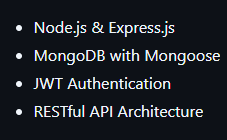 Node.js & Express.js
MongoDB with Mongoose
JWT Authentication
RESTful API Architecture